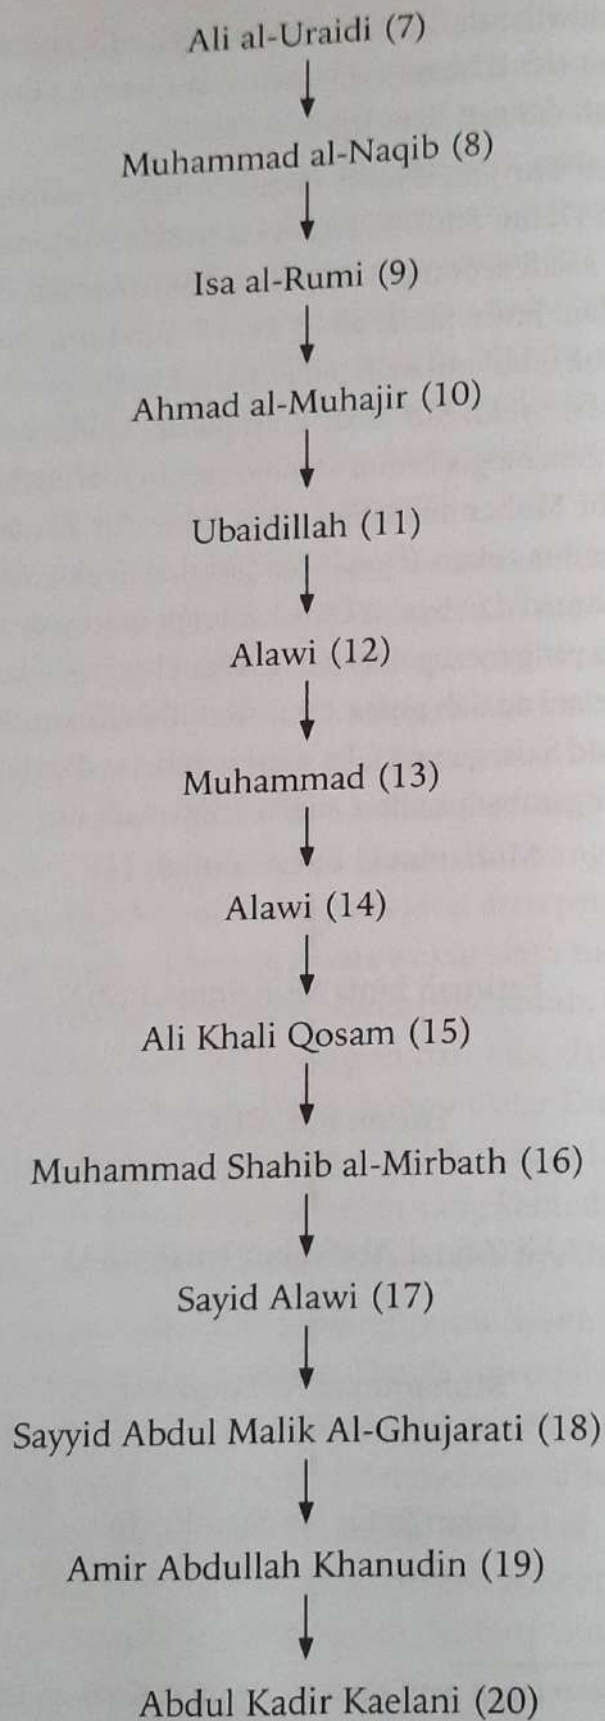 Ali al-Uraidi (7)
Muhammad al-Naqib (8)
Isa al-Rumi (9)
Ahmad al-Muhajir (10)
Ubaidillah (11)
Alawi (12)
Muhammad (13)
Alawi (14)
Ali Khali Qosam (15)
Muhammad Shahib al-Mirbath (16)
Sayid Alawi (17)
Sayyid Abdul Malik Al-Ghujarati (18)
Amir Abdullah Khanudin (19)
Abdul Kadir Kaelani (20)